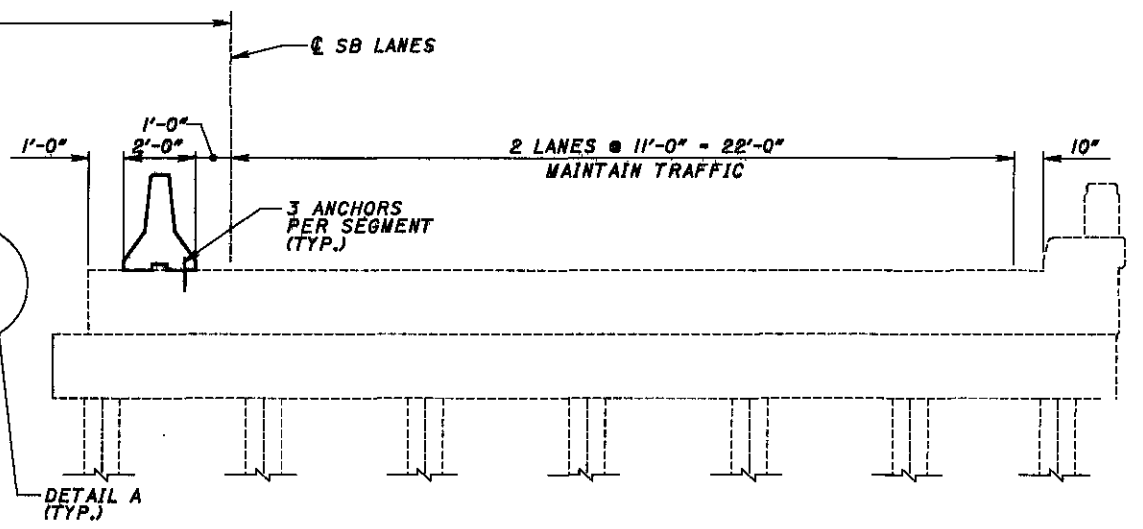 ℄ SB LANES
1'-0"
1'-0"
2'-0"
2 LANES @ 11'-0" = 22'-0"
10"
MAINTAIN TRAFFIC
3 ANCHORS
PER SEGMENT
(TYP.)
DETAIL A
(TYP.)